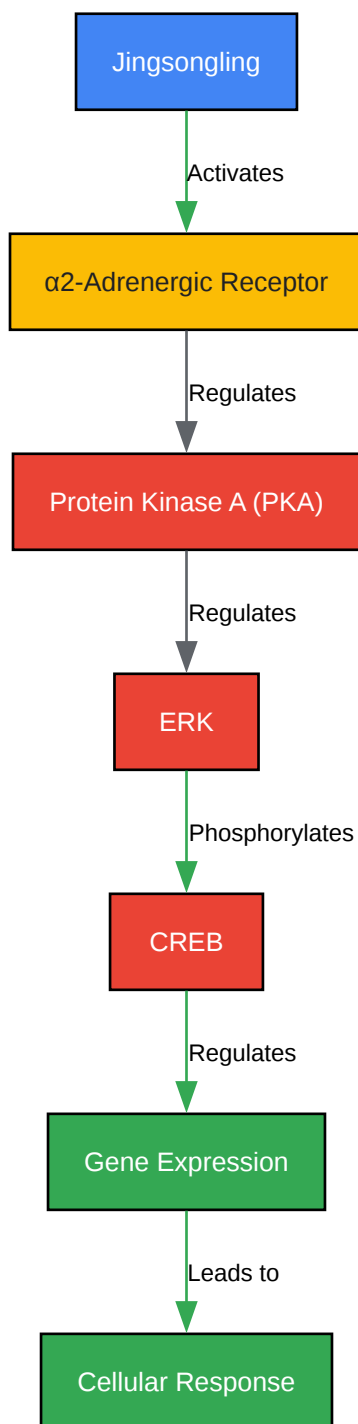 Jingsongling
Activates
α2-Adrenergic Receptor
Regulates
Protein Kinase A (PKA)
Regulates
ERK
Phosphorylates
CREB
Regulates
Gene Expression
Leads to
Cellular Response